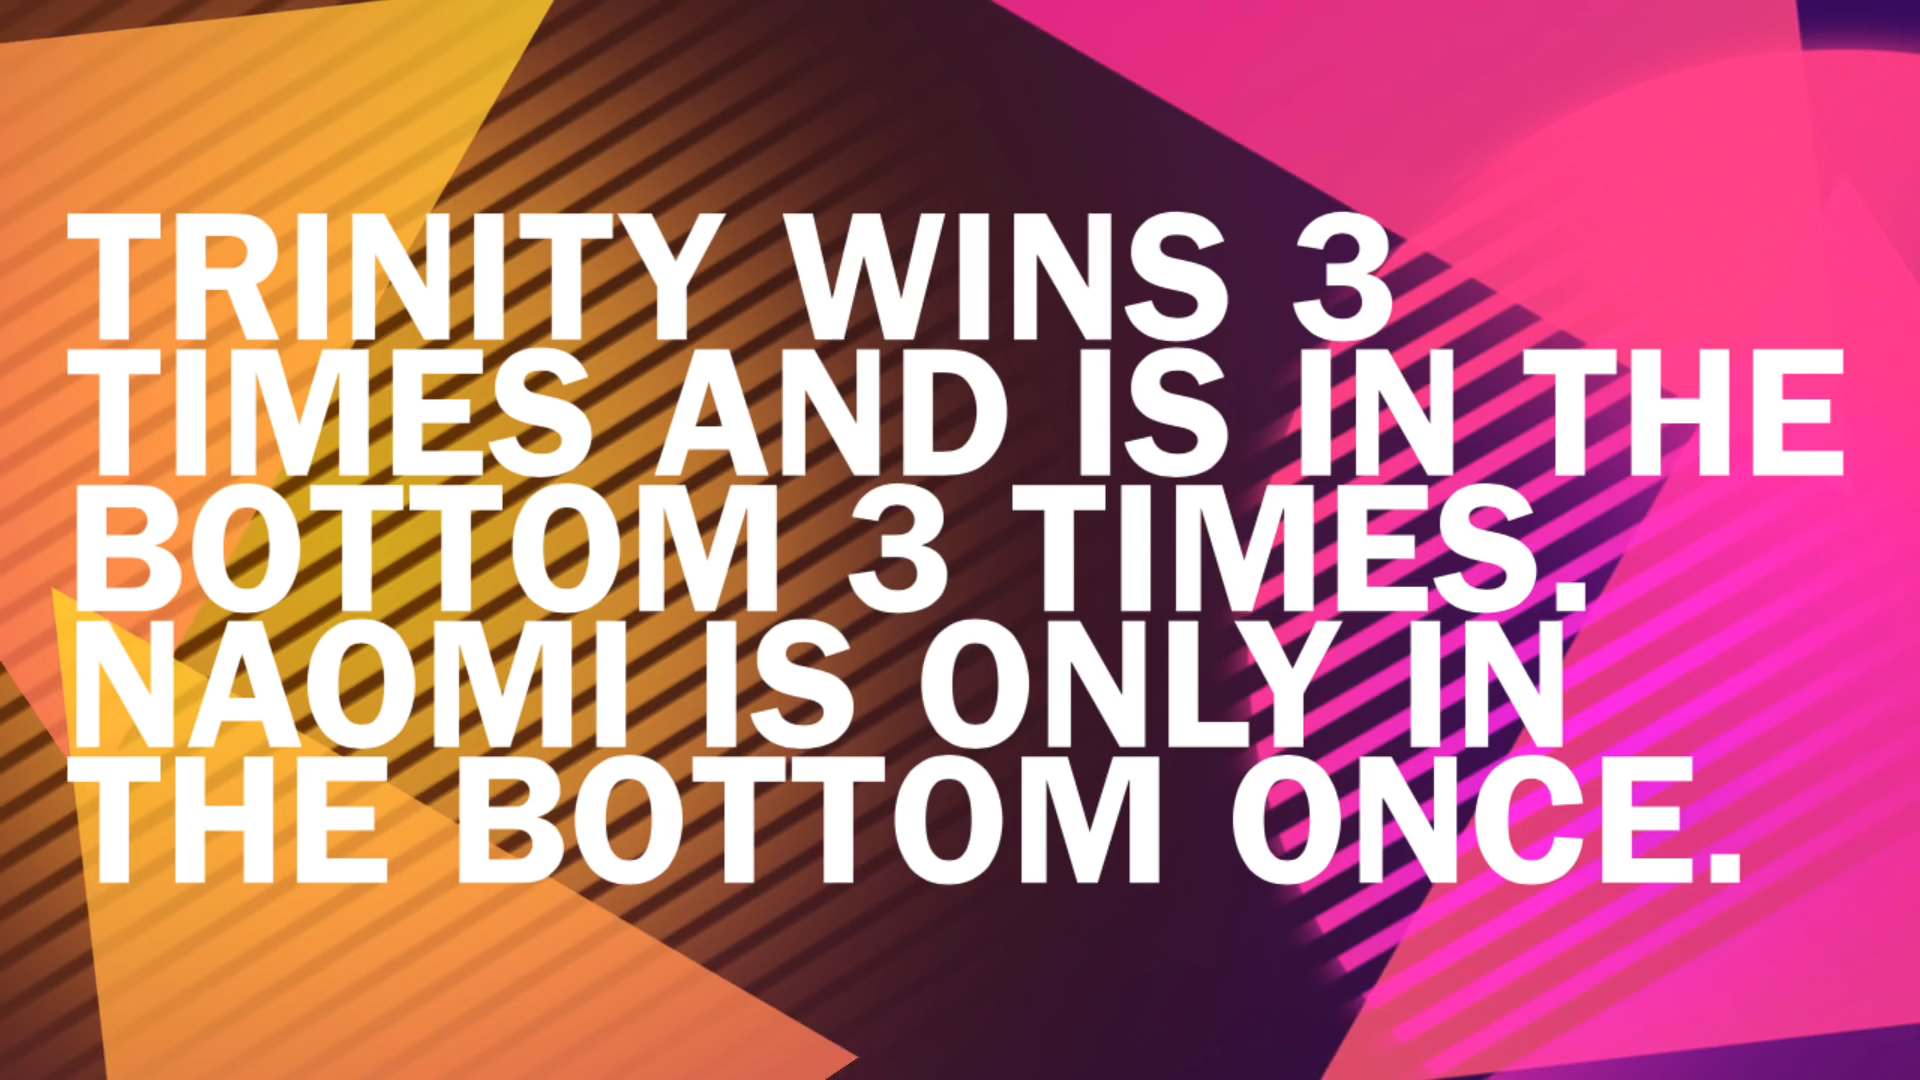 TRINITY WINS 3
TIMES AND IS IN THE
BOTTOM 3 TIMES.
NAOMI IS ONLY IN
THE BOTTOM ONCE.